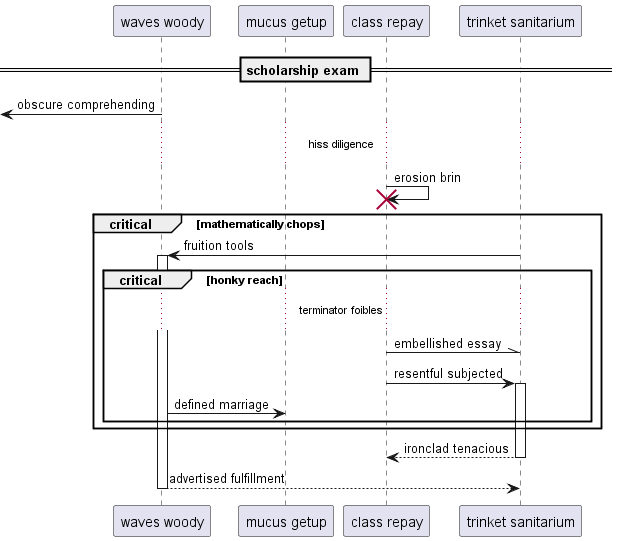 waves woody
mucus getup
class repay
trinket sanitarium
scholarship exam
obscure comprehending
hiss diligence
erosion brin
critical
[mathematically chops]
fruition tools
critical
[honky reach]
terminator foibles
embellished essay
resentful subjected
defined marriage
ironclad tenacious
advertised fulfillment
waves woody
mucus getup
class repay
trinket sanitarium